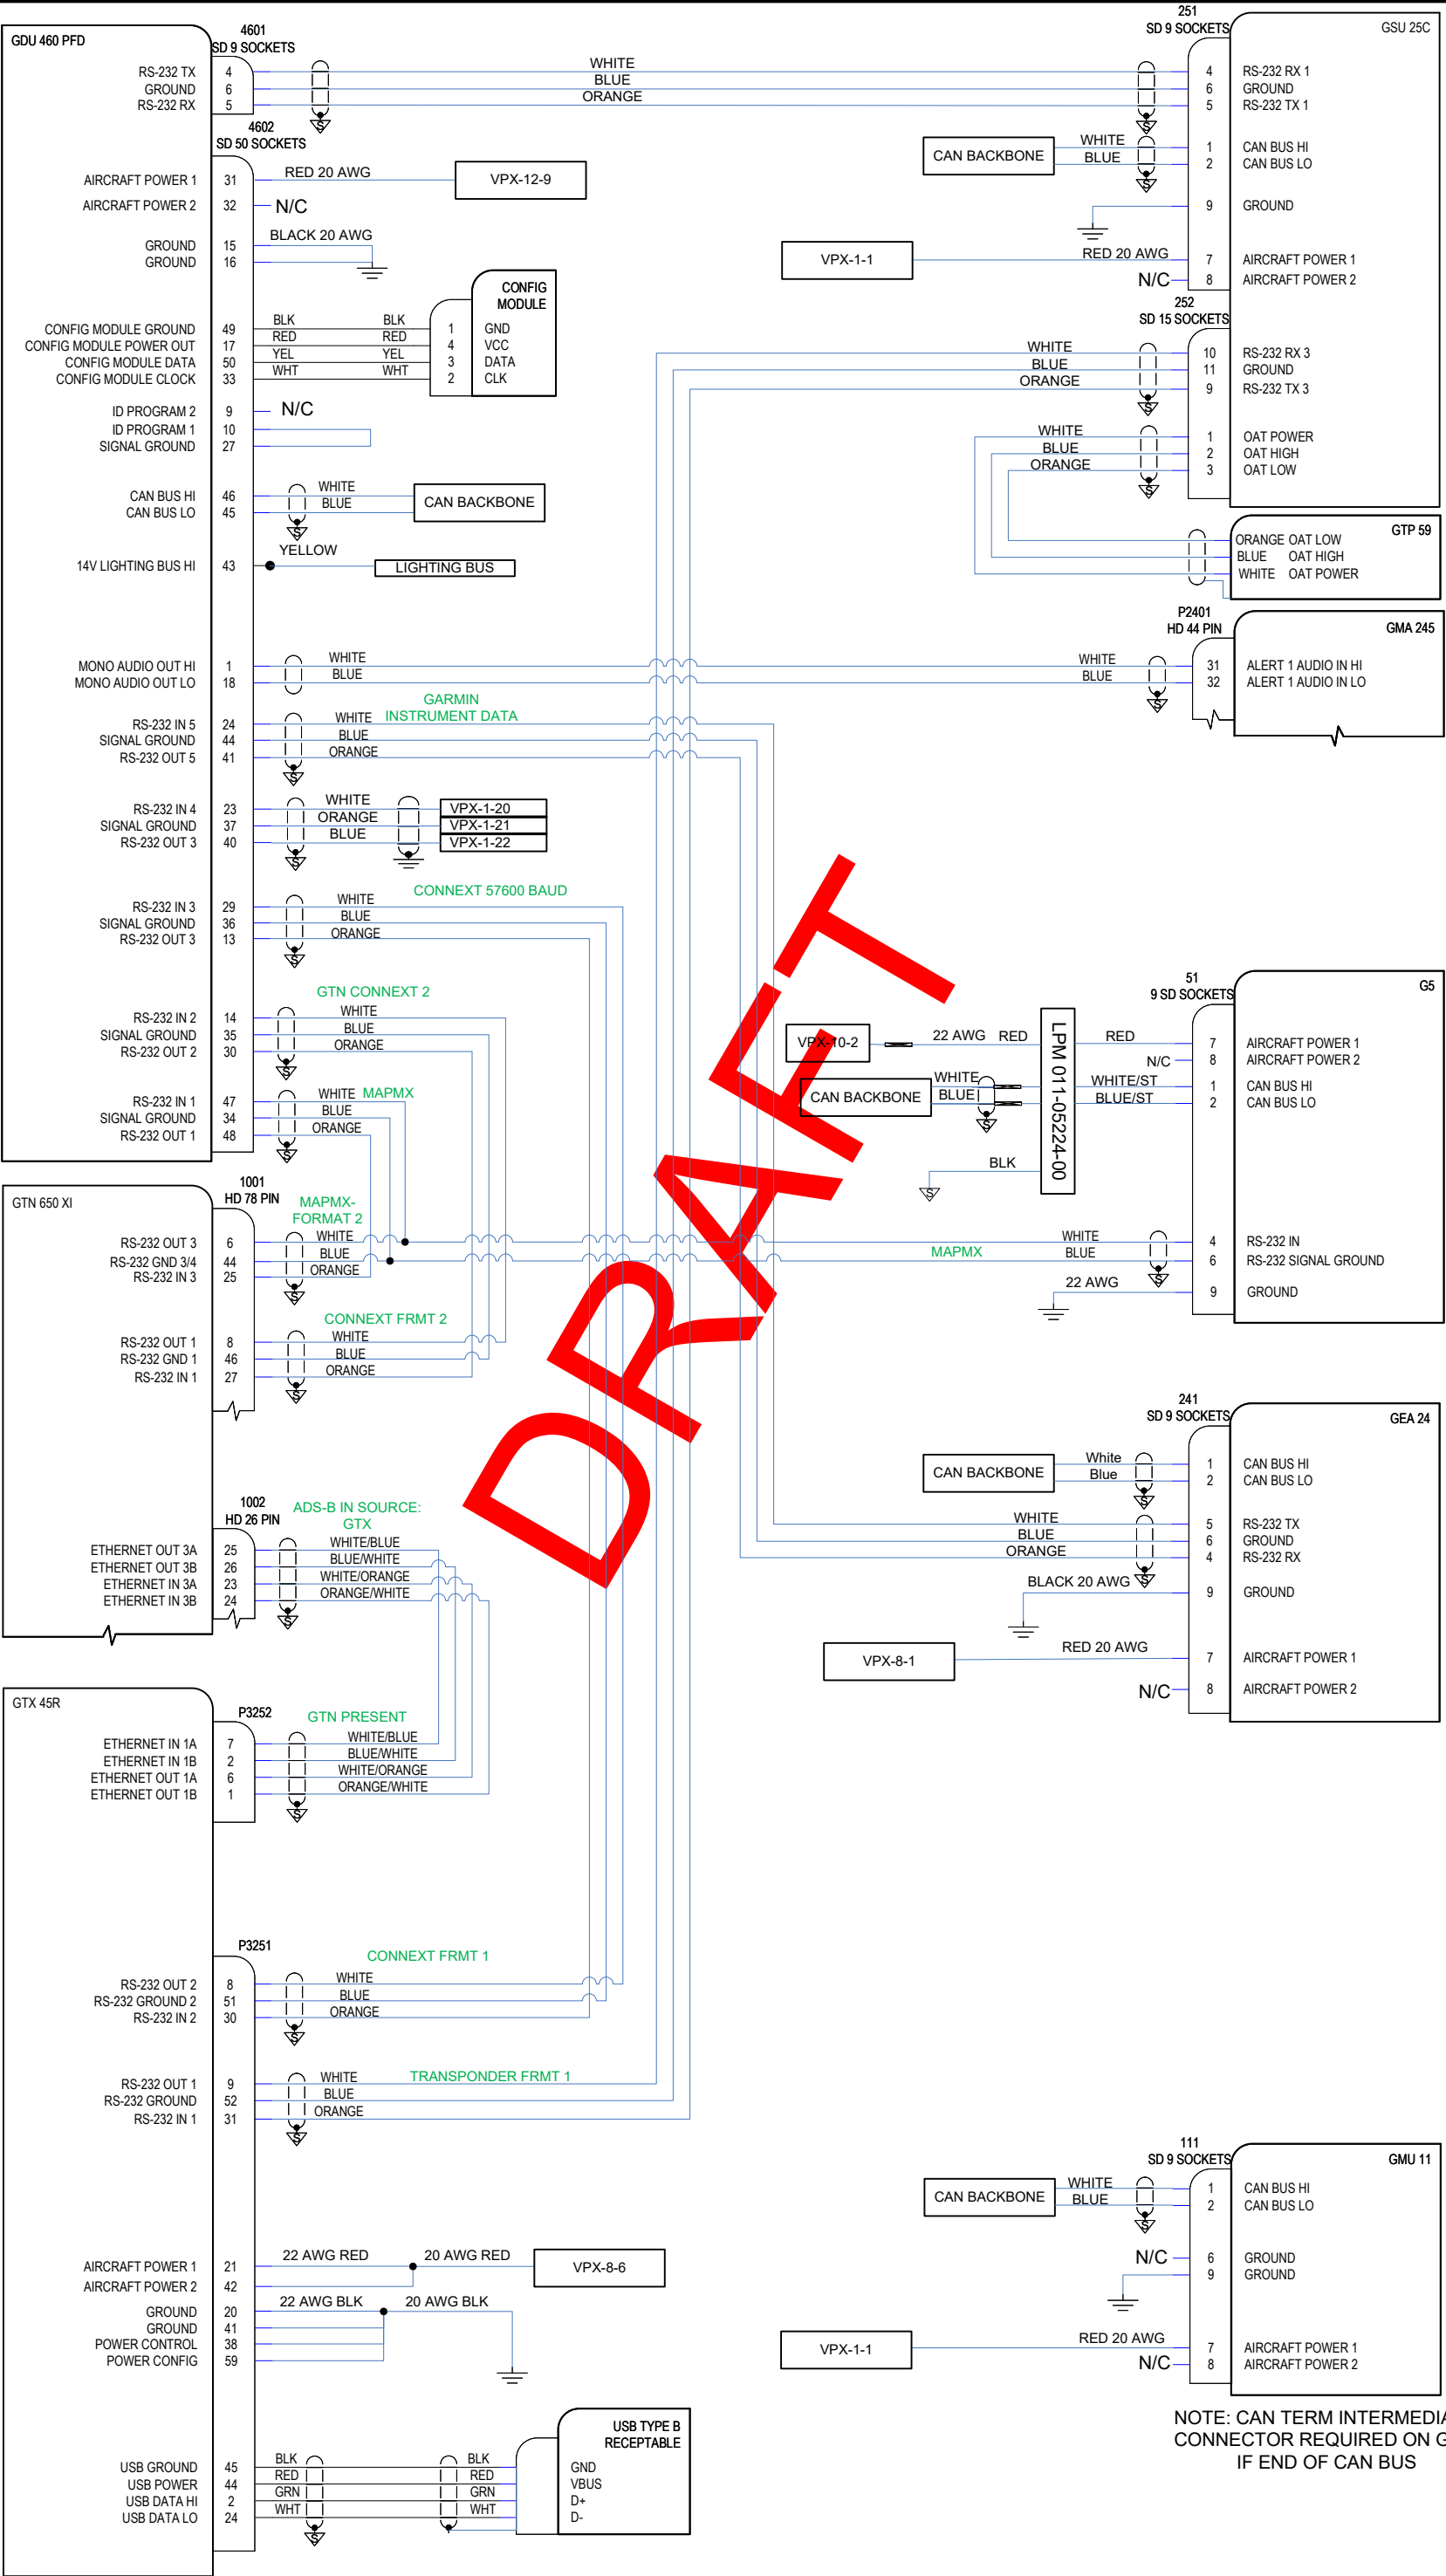 GDU 460 PFD
4601
SD 9 SOCKETS
RS-232 TX 4 WHITE
GROUND 6 BLUE
RS-232 RX 5 ORANGE
4602
SD 50 SOCKETS
AIRCRAFT POWER 1 31 RED 20 AWG VPX-12-9
AIRCRAFT POWER 2 32 N/C
GROUND 15 BLACK 20 AWG
GROUND 16
CONFIG MODULE
CONFIG MODULE GROUND 49 BLK BLK 1 GND
CONFIG MODULE POWER OUT 17 RED RED 4 VCC
CONFIG MODULE DATA 50 YEL YEL 3 DATA
CONFIG MODULE CLOCK 33 WHT WHT 2 CLK
ID PROGRAM 2 9 N/C
ID PROGRAM 1 10
SIGNAL GROUND 27
CAN BUS HI 46 WHITE CAN BACKBONE
CAN BUS LO 45 BLUE
S
14V LIGHTING BUS HI 43 YELLOW LIGHTING BUS
MONO AUDIO OUT HI 1 WHITE
MONO AUDIO OUT LO 18 BLUE
GARMIN
INSTRUMENT DATA
RS-232 IN 5 24 WHITE
SIGNAL GROUND 44 BLUE
RS-232 OUT 5 41 ORANGE
S
RS-232 IN 4 23 WHITE VPX-1-20
SIGNAL GROUND 37 ORANGE VPX-1-21
RS-232 OUT 3 40 BLUE VPX-1-22
S
CONNEXT 57600 BAUD
RS-232 IN 3 29 WHITE
SIGNAL GROUND 36 BLUE
RS-232 OUT 3 13 ORANGE
S
GTN CONNEXT 2
RS-232 IN 2 14 WHITE
SIGNAL GROUND 35 BLUE
RS-232 OUT 2 30 ORANGE
S
RS-232 IN 1 47 WHITE MAPMX
SIGNAL GROUND 34 BLUE
RS-232 OUT 1 48 ORANGE
S
GTN 650 XI
1001
HD 78 PIN
MAPMX-
FORMAT 2
RS-232 OUT 3 6 WHITE
RS-232 GND 3/4 44 BLUE
RS-232 IN 3 25 ORANGE
S
CONNEXT FRMT 2
RS-232 OUT 1 8 WHITE
RS-232 GND 1 46 BLUE
RS-232 IN 1 27 ORANGE
S
1002
HD 26 PIN
ADS-B IN SOURCE:
GTX
ETHERNET OUT 3A 25 WHITE/BLUE
ETHERNET OUT 3B 26 BLUE/WHITE
ETHERNET IN 3A 23 WHITE/ORANGE
ETHERNET IN 3B 24 ORANGE/WHITE
S
GTX 45R
P3252
GTN PRESENT
ETHERNET IN 1A 7 WHITE/BLUE
ETHERNET IN 1B 2 BLUE/WHITE
ETHERNET OUT 1A 6 WHITE/ORANGE
ETHERNET OUT 1B 1 ORANGE/WHITE
S
P3251
CONNEXT FRMT 1
RS-232 OUT 2 8 WHITE
RS-232 GROUND 2 51 BLUE
RS-232 IN 2 30 ORANGE
S
RS-232 OUT 1 9 WHITE TRANSPONDER FRMT 1
RS-232 GROUND 52 BLUE
RS-232 IN 1 31 ORANGE
S
AIRCRAFT POWER 1 21 22 AWG RED 20 AWG RED VPX-8-6
AIRCRAFT POWER 2 42
GROUND 20 22 AWG BLK 20 AWG BLK
GROUND 41
POWER CONTROL 38
POWER CONFIG 59
USB TYPE B
RECEPTABLE
USB GROUND 45 BLK BLK GND
USB POWER 44 RED RED VBUS
USB DATA HI 2 GRN GRN D+
USB DATA LO 24 WHT WHT D-
S
251
SD 9 SOCKETS
GSU 25C
4 RS-232 RX 1
6 GROUND
5 RS-232 TX 1
S
CAN BACKBONE WHITE 1 CAN BUS HI
BLUE 2 CAN BUS LO
S
9 GROUND
VPX-1-1 RED 20 AWG 7 AIRCRAFT POWER 1
N/C 8 AIRCRAFT POWER 2
252
SD 15 SOCKETS
WHITE 10 RS-232 RX 3
BLUE 11 GROUND
ORANGE 9 RS-232 TX 3
S
WHITE 1 OAT POWER
BLUE 2 OAT HIGH
ORANGE 3 OAT LOW
S
GTP 59
ORANGE OAT LOW
BLUE OAT HIGH
WHITE OAT POWER
P2401
HD 44 PIN
GMA 245
WHITE 31 ALERT 1 AUDIO IN HI
BLUE 32 ALERT 1 AUDIO IN LO
S
DRAFT
51
9 SD SOCKETS
G5
VPX-10-2 22 AWG RED LPM 011-05224-00 RED 7 AIRCRAFT POWER 1
N/C 8 AIRCRAFT POWER 2
CAN BACKBONE WHITE WHITE/ST 1 CAN BUS HI
BLUE BLUE/ST 2 CAN BUS LO
S
BLK
S
WHITE 4 RS-232 IN
MAPMX BLUE 6 RS-232 SIGNAL GROUND
S
22 AWG 9 GROUND
241
SD 9 SOCKETS
GEA 24
CAN BACKBONE White 1 CAN BUS HI
Blue 2 CAN BUS LO
S
WHITE 5 RS-232 TX
BLUE 6 GROUND
ORANGE 4 RS-232 RX
S
BLACK 20 AWG 9 GROUND
VPX-8-1 RED 20 AWG 7 AIRCRAFT POWER 1
N/C 8 AIRCRAFT POWER 2
111
SD 9 SOCKETS
GMU 11
CAN BACKBONE WHITE 1 CAN BUS HI
BLUE 2 CAN BUS LO
S
N/C 6 GROUND
9 GROUND
VPX-1-1 RED 20 AWG 7 AIRCRAFT POWER 1
N/C 8 AIRCRAFT POWER 2
NOTE: CAN TERM INTERMEDIA
CONNECTOR REQUIRED ON G
IF END OF CAN BUS